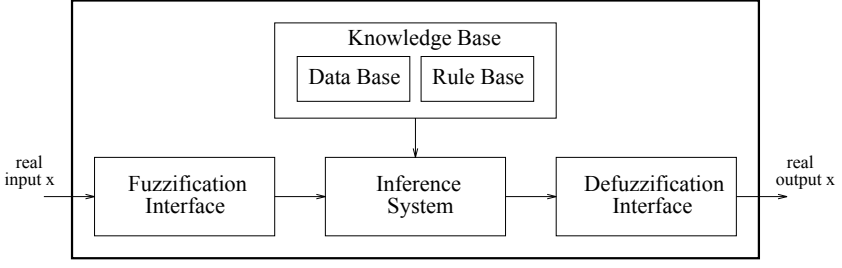 Knowledge Base
Data Base
Rule Base
real
input x
Fuzzification
Interface
Inference
System
Defuzzification
Interface
real
output x